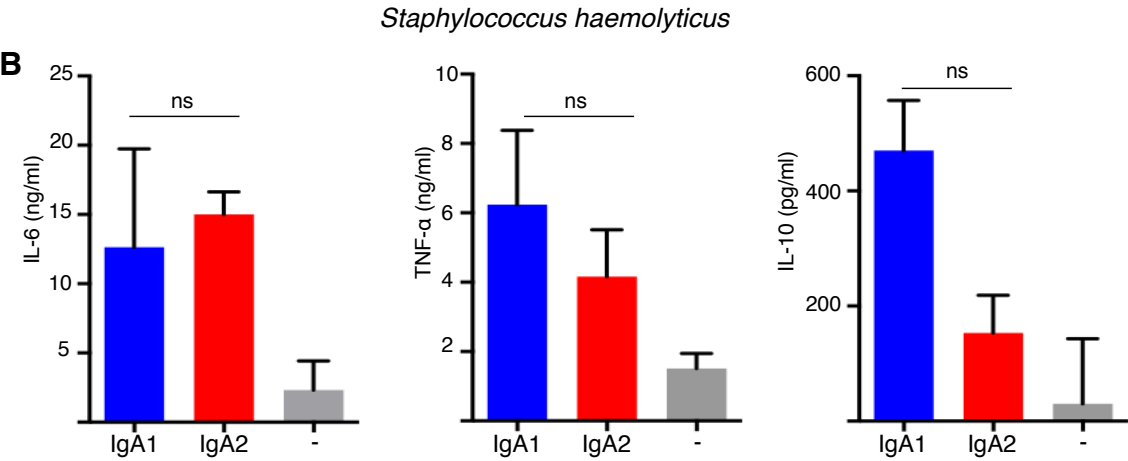 Staphylococcus haemolyticus
B
IL-6 (ng/ml)
25
20
15
10
5
ns
IgA1 IgA2 -
TNF-α (ng/ml)
10
8
6
4
2
ns
IgA1 IgA2 -
IL-10 (pg/ml)
600
400
200
ns
IgA1 IgA2 -